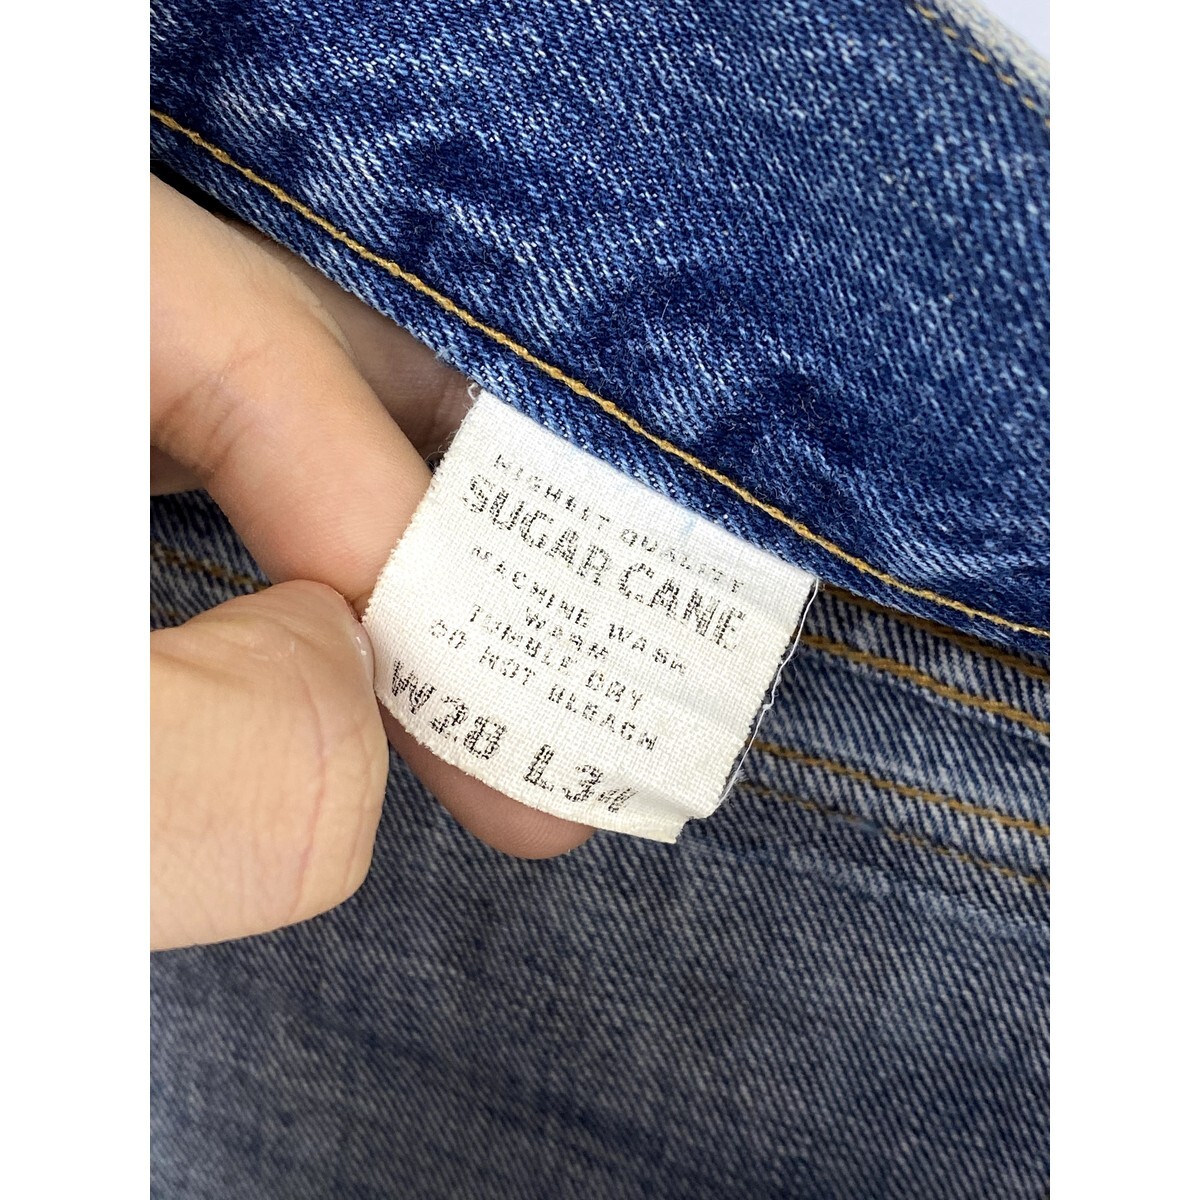 HIGHEST QUALITY
SUGAR CANE
MACHINE WASH
WARM
TUMBLE DRY
DO NOT BLEACH
W28 L34